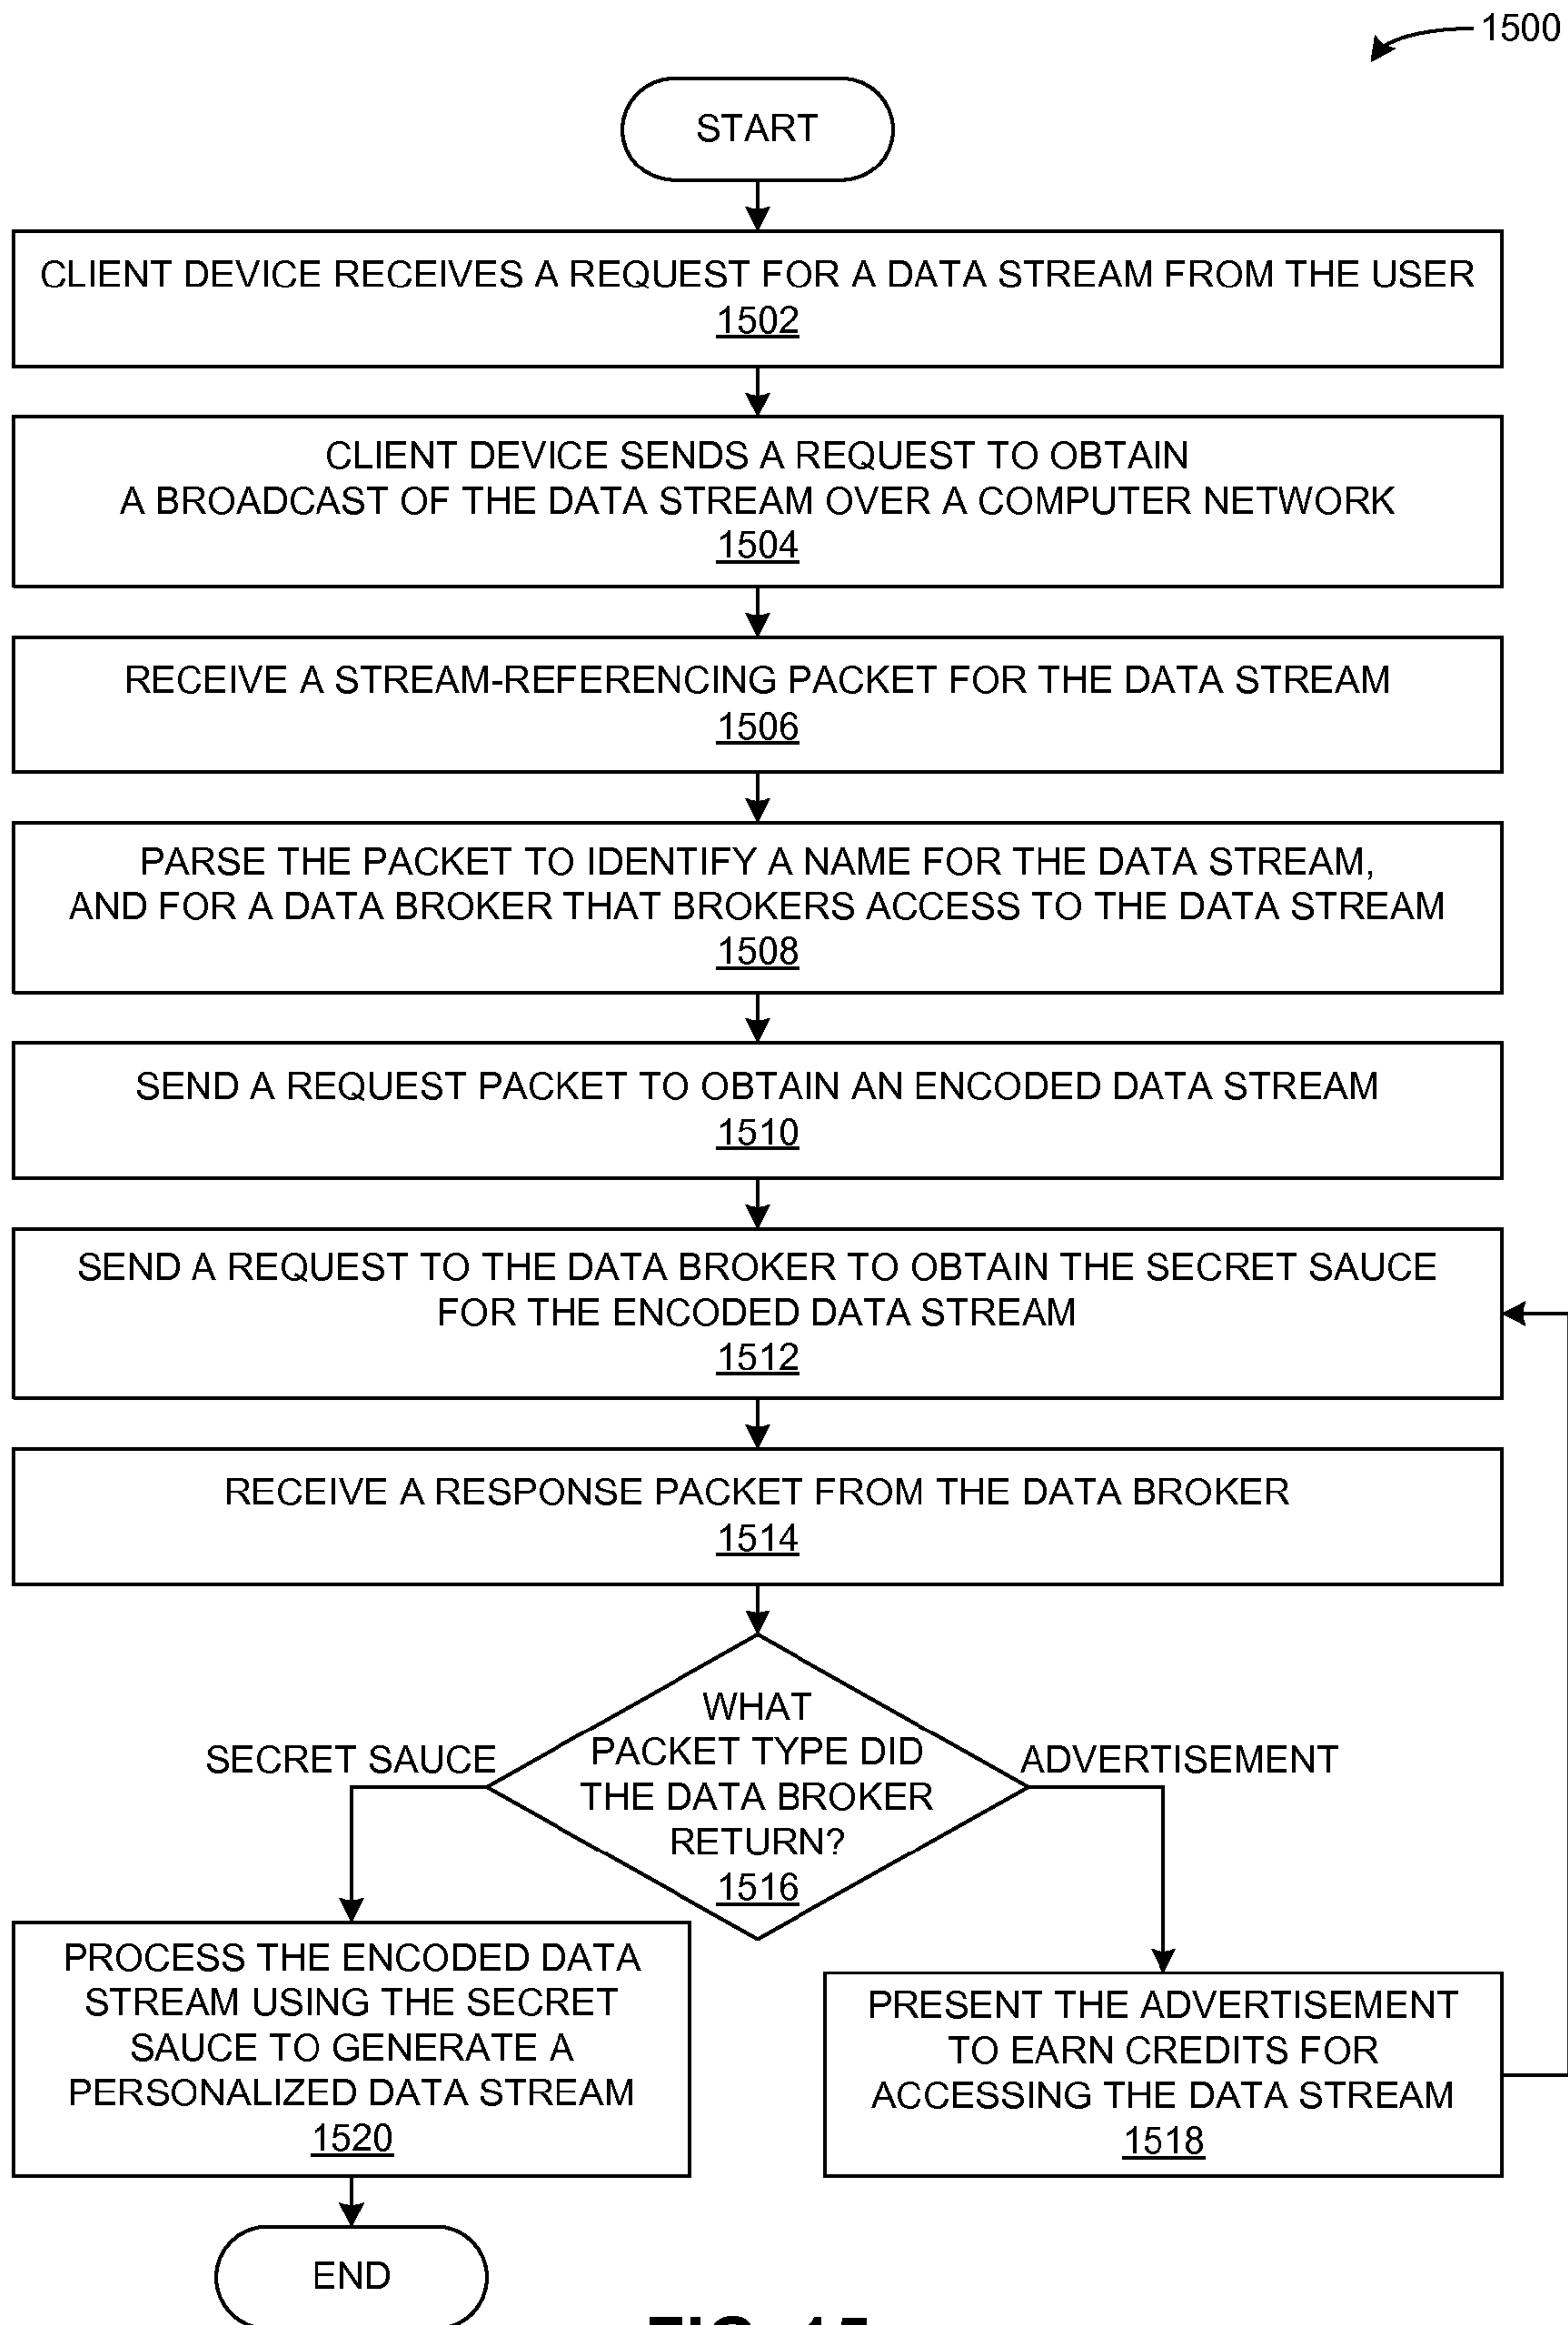 1500
START
CLIENT DEVICE RECEIVES A REQUEST FOR A DATA STREAM FROM THE USER
1502
CLIENT DEVICE SENDS A REQUEST TO OBTAIN
A BROADCAST OF THE DATA STREAM OVER A COMPUTER NETWORK
1504
RECEIVE A STREAM-REFERENCING PACKET FOR THE DATA STREAM
1506
PARSE THE PACKET TO IDENTIFY A NAME FOR THE DATA STREAM,
AND FOR A DATA BROKER THAT BROKERS ACCESS TO THE DATA STREAM
1508
SEND A REQUEST PACKET TO OBTAIN AN ENCODED DATA STREAM
1510
SEND A REQUEST TO THE DATA BROKER TO OBTAIN THE SECRET SAUCE
FOR THE ENCODED DATA STREAM
1512
RECEIVE A RESPONSE PACKET FROM THE DATA BROKER
1514
WHAT
PACKET TYPE DID
THE DATA BROKER
RETURN?
1516
SECRET SAUCE
ADVERTISEMENT
PROCESS THE ENCODED DATA
STREAM USING THE SECRET
SAUCE TO GENERATE A
PERSONALIZED DATA STREAM
1520
PRESENT THE ADVERTISEMENT
TO EARN CREDITS FOR
ACCESSING THE DATA STREAM
1518
END